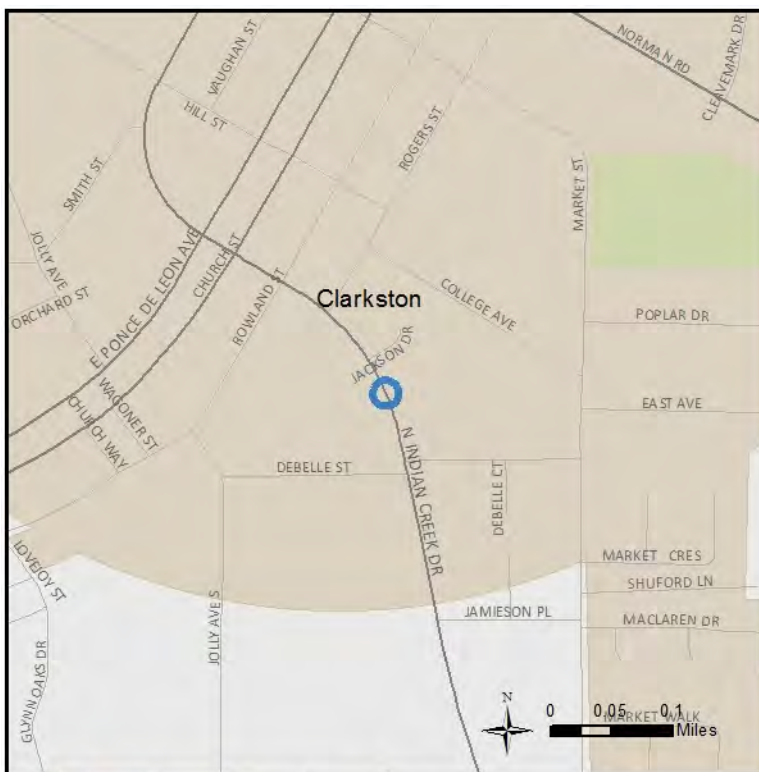 NORMAN RD
CLEAVEMARK DR
VAUGHAN ST
HILL ST
ROGERS ST
SMITH ST
MARKET ST
JOLLY AVE
ORCHARD ST
E PONCE DE LEON AVE
CHURCH ST
ROWLAND ST
Clarkston
COLLEGE AVE
POPLAR DR
JACKSON DR
EAST AVE
WAGONER ST
CHURCH WAY
N INDIAN CREEK DR
DEBELLE ST
DEBELLE CT
LOVEJOY ST
MARKET CRES
SHUFORD LN
JOLLY AVE S
JAMIESON PL
MACLAREN DR
GLYNN OAKS DR
N
0 0.05 0.1
MARKET WALK
Miles